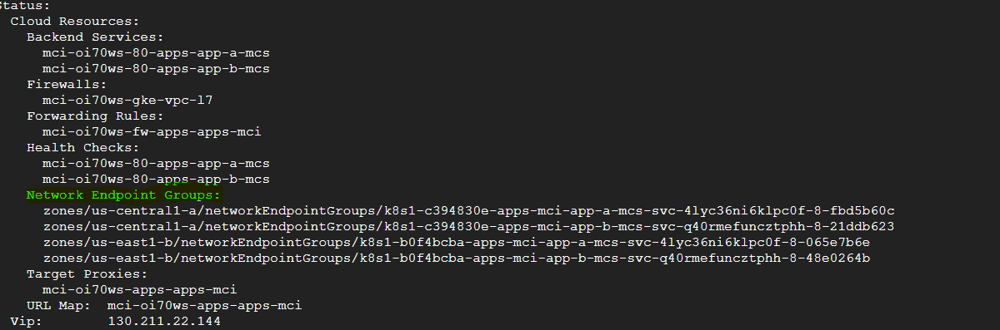 Status:
Cloud Resources:
Backend Services:
mci-oi70ws-80-apps-app-a-mcs
mci-oi70ws-80-apps-app-b-mcs
Firewalls:
mci-oi70ws-gke-vpc-l7
Forwarding Rules:
mci-oi70ws-fw-apps-apps-mci
Health Checks:
mci-oi70ws-80-apps-app-a-mcs
mci-oi70ws-80-apps-app-b-mcs
Network Endpoint Groups:
zones/us-central1-a/networkEndpointGroups/k8s1-c394830e-apps-mci-app-a-mcs-svc-4lyc36ni6klpc0f-8-fbd5b60c
zones/us-central1-a/networkEndpointGroups/k8s1-c394830e-apps-mci-app-b-mcs-svc-q40rmefuncztphh-8-21ddb623
zones/us-east1-b/networkEndpointGroups/k8s1-b0f4bcba-apps-mci-app-a-mcs-svc-4lyc36ni6klpc0f-8-065e7b6e
zones/us-east1-b/networkEndpointGroups/k8s1-b0f4bcba-apps-mci-app-b-mcs-svc-q40rmefuncztphh-8-48e0264b
Target Proxies:
mci-oi70ws-apps-apps-mci
URL Map: mci-oi70ws-apps-apps-mci
Vip: 130.211.22.144